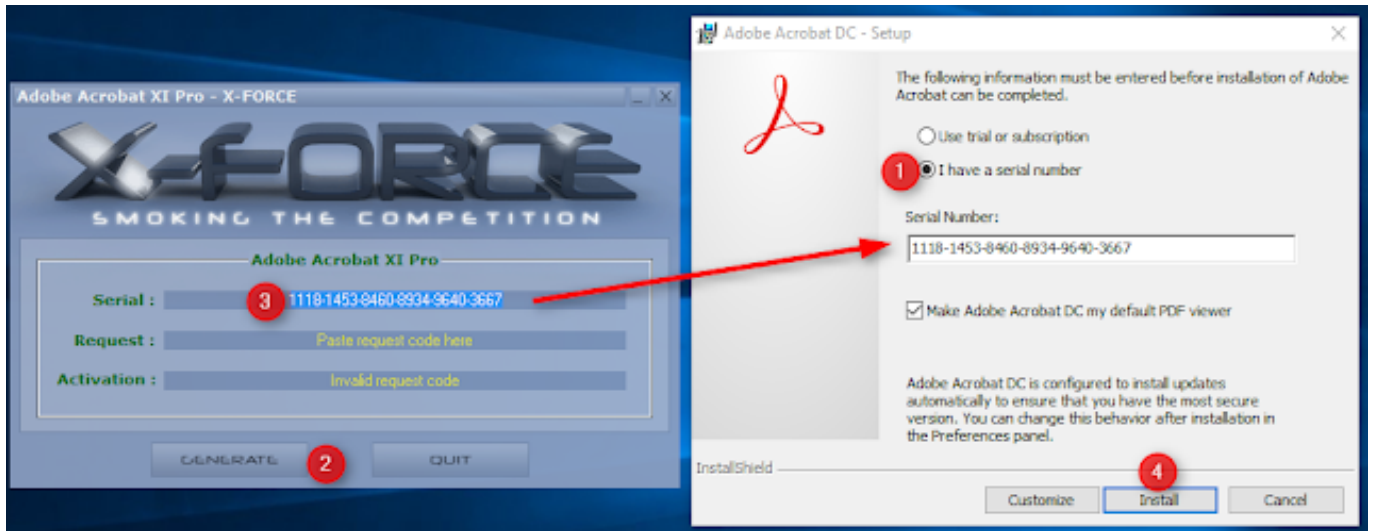 Adobe Acrobat XI Pro - X-FORCE
X-FORCE
SMOKING THE COMPETITION
Adobe Acrobat XI Pro
Serial : 3 1118-1453-8460-8934-9640-3667
Request : Paste request code here
Activation : Invalid request code
GENERATE 2 QUIT
Adobe Acrobat DC - Setup
The following information must be entered before installation of Adobe
Acrobat can be completed.
Use trial or subscription
1 I have a serial number
Serial Number:
1118-1453-8460-8934-9640-3667
Make Adobe Acrobat DC my default PDF viewer
Adobe Acrobat DC is configured to install updates
automatically to ensure that you have the most secure
version. You can change this behavior after installation in
the Preferences panel.
InstallShield
4
Customize Install Cancel